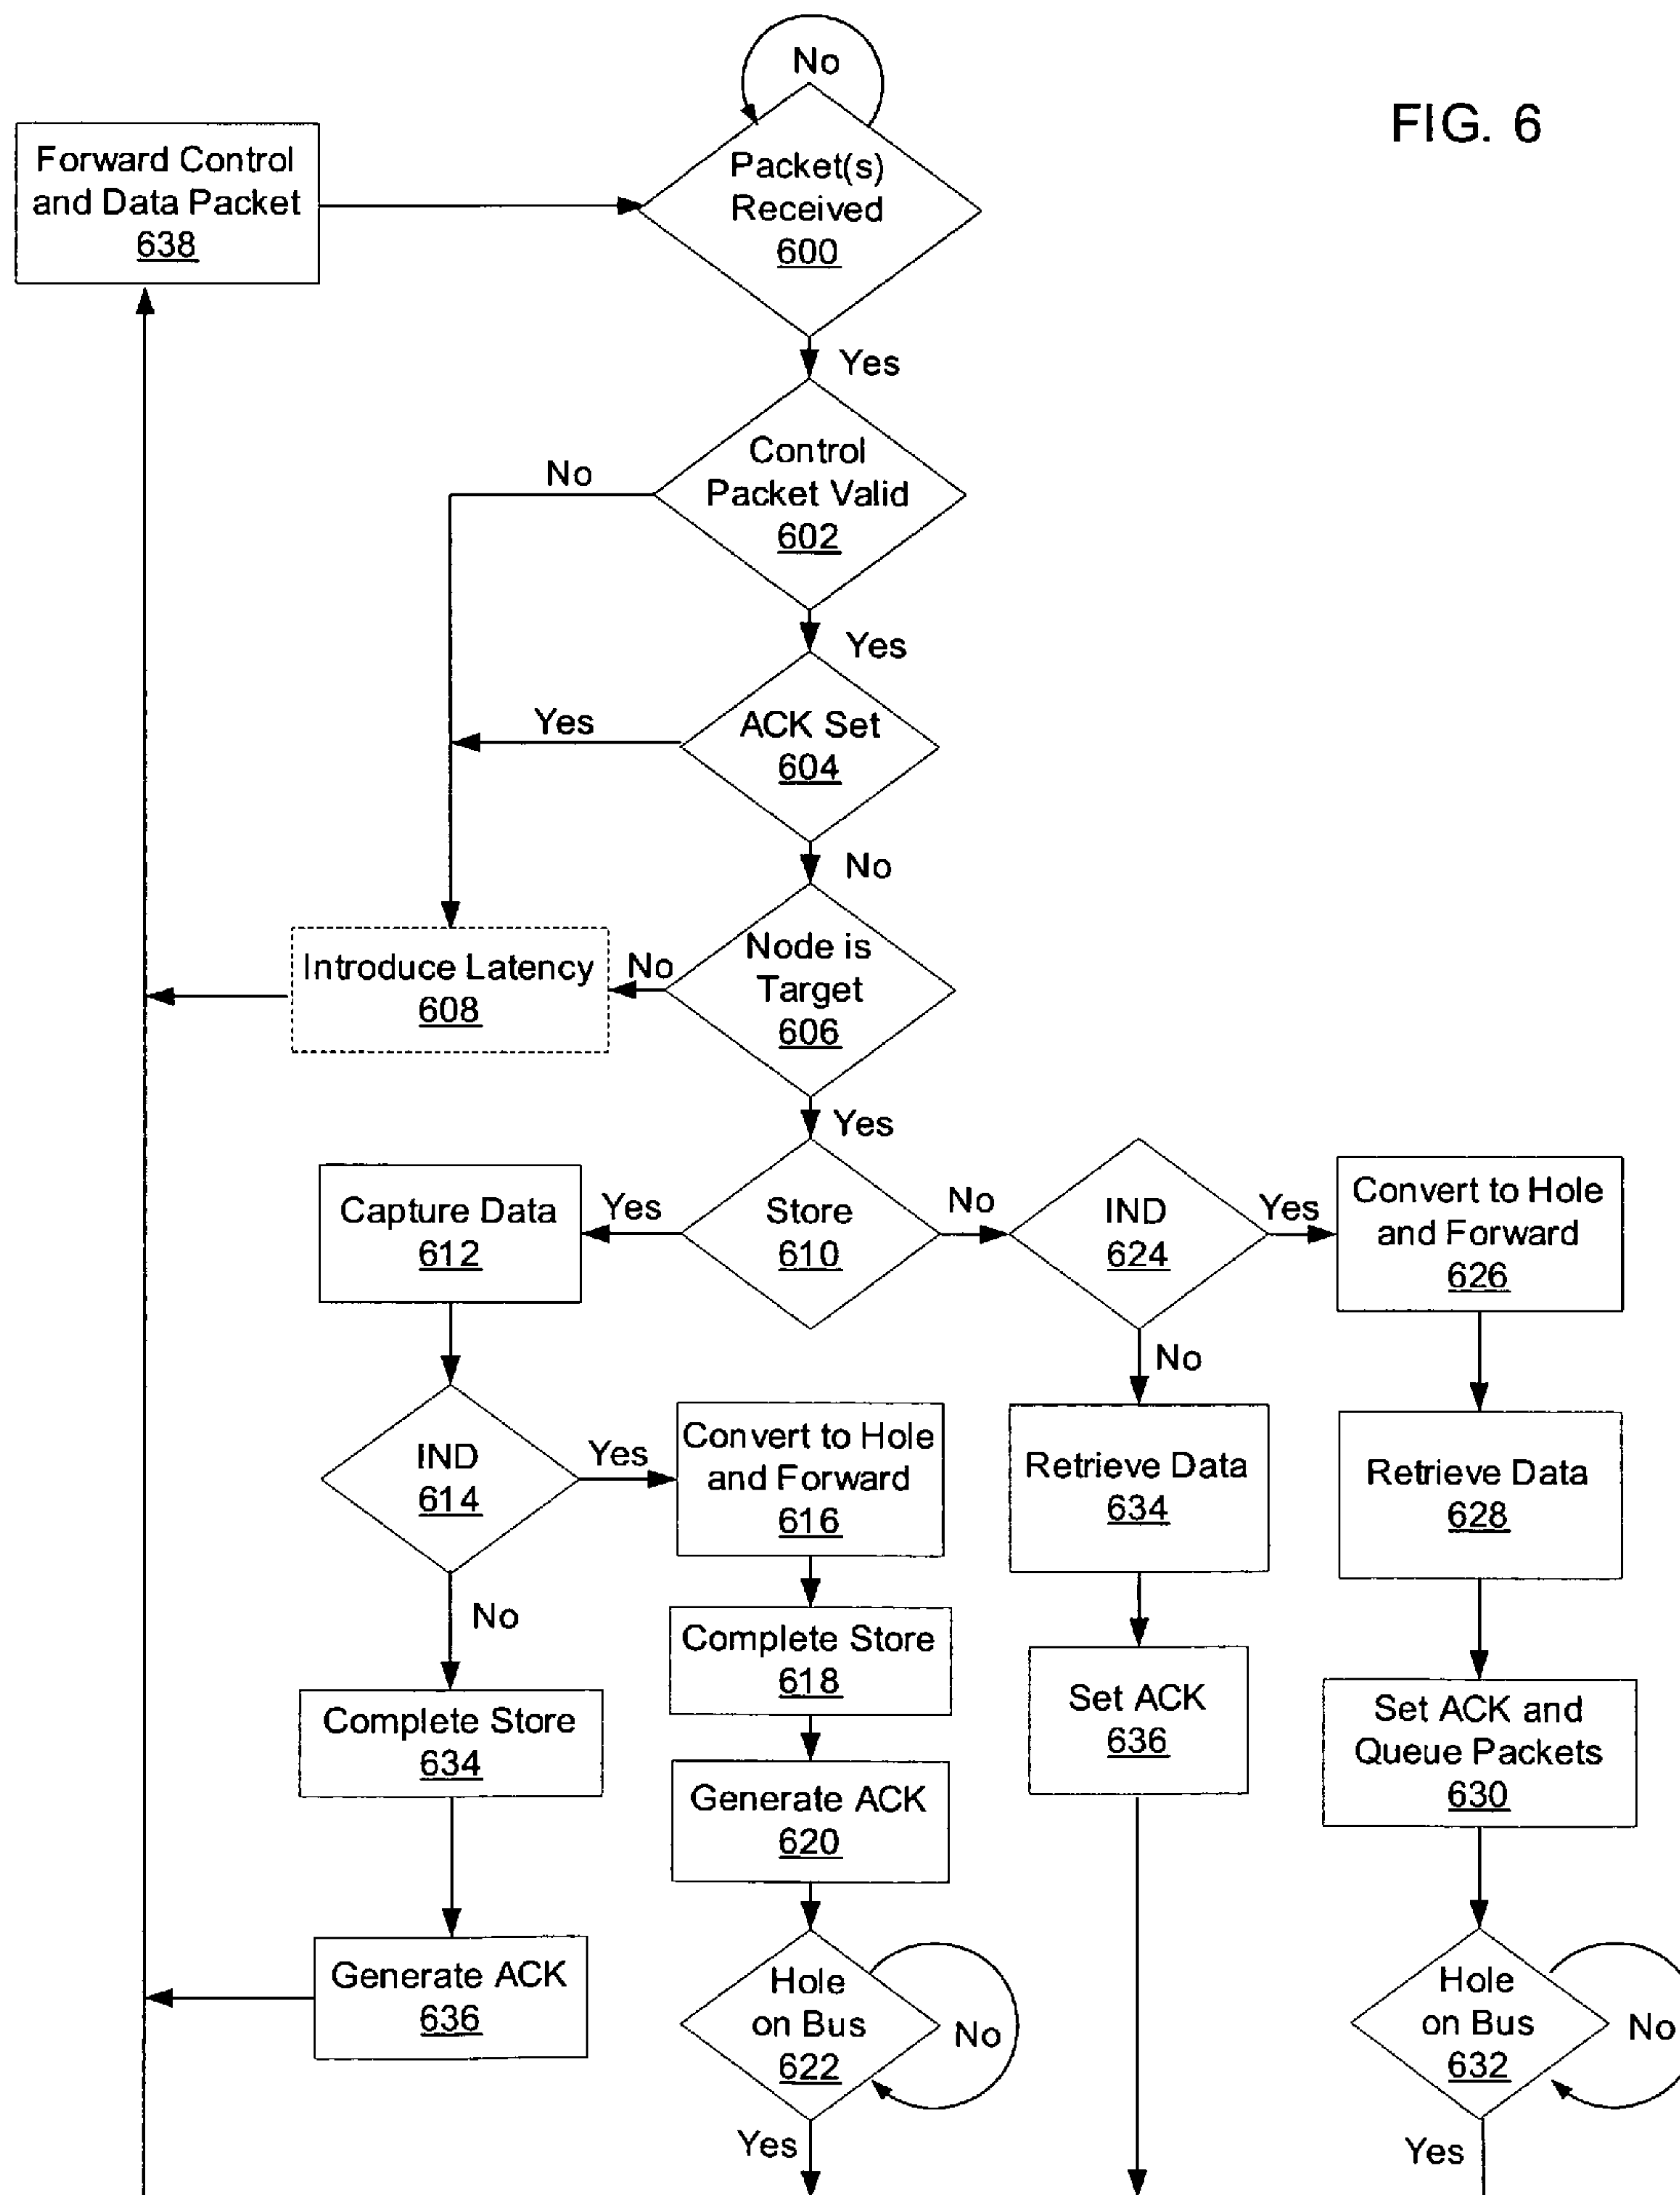 FIG. 6
No
Packet(s)
Received
600
Forward Control
and Data Packet
638
Yes
Control
Packet Valid
602
No
Yes
ACK Set
604
Yes
No
Node is
Target
606
No
Introduce Latency
608
Yes
Store
610
Yes
Capture Data
612
No
IND
624
Yes
Convert to Hole
and Forward
626
IND
614
Yes
Convert to Hole
and Forward
616
No
Retrieve Data
634
Retrieve Data
628
No
Complete Store
634
Complete Store
618
Set ACK
636
Set ACK and
Queue Packets
630
Generate ACK
636
Generate ACK
620
Hole
on Bus
622
No
Yes
Hole
on Bus
632
No
Yes